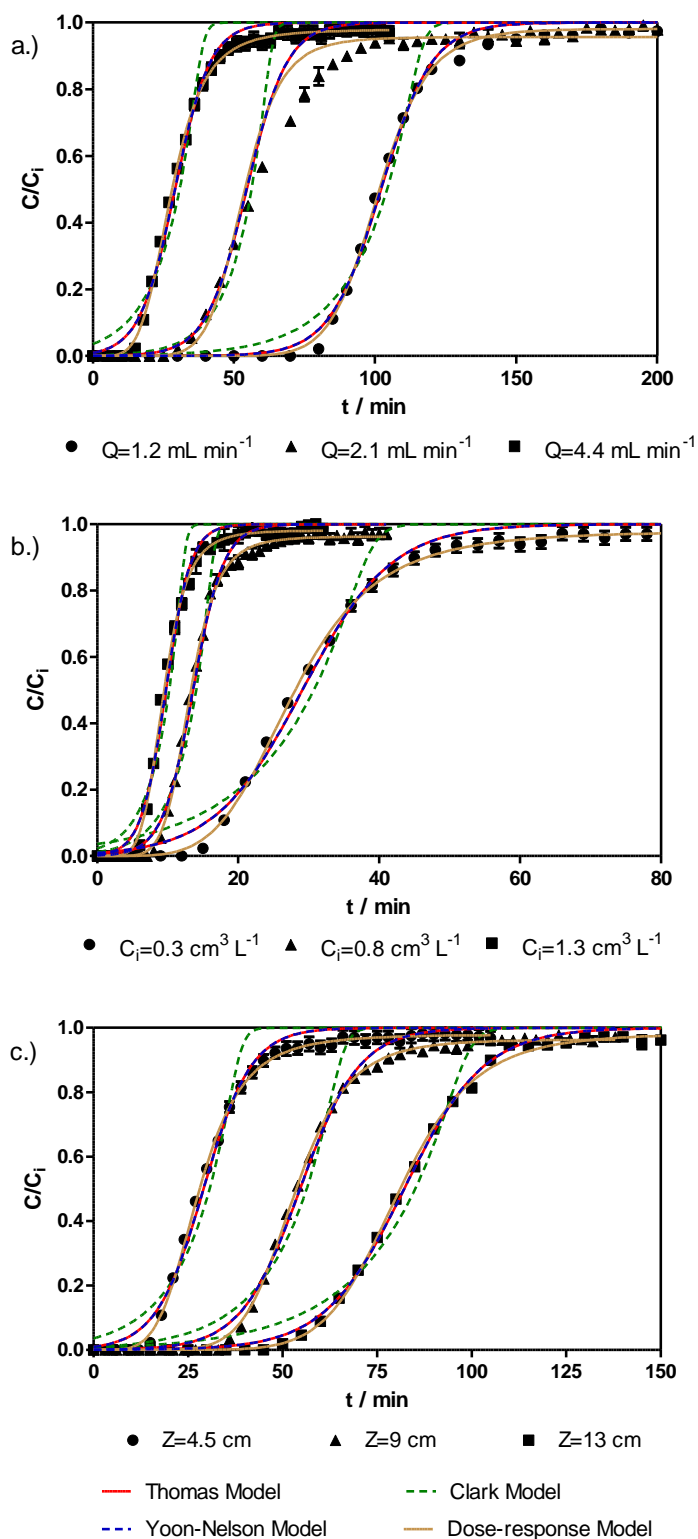 a.)
C/Ci
1.0
0.8
0.6
0.4
0.2
0.0
0 50 100 150 200
t / min
Q=1.2 mL min⁻¹ Q=2.1 mL min⁻¹ Q=4.4 mL min⁻¹
b.)
C/Ci
1.0
0.8
0.6
0.4
0.2
0.0
0 20 40 60 80
t / min
Ci=0.3 cm³ L⁻¹ Ci=0.8 cm³ L⁻¹ Ci=1.3 cm³ L⁻¹
c.)
C/Ci
1.0
0.8
0.6
0.4
0.2
0.0
0 25 50 75 100 125 150
t / min
Z=4.5 cm Z=9 cm Z=13 cm
Thomas Model Clark Model
Yoon-Nelson Model Dose-response Model